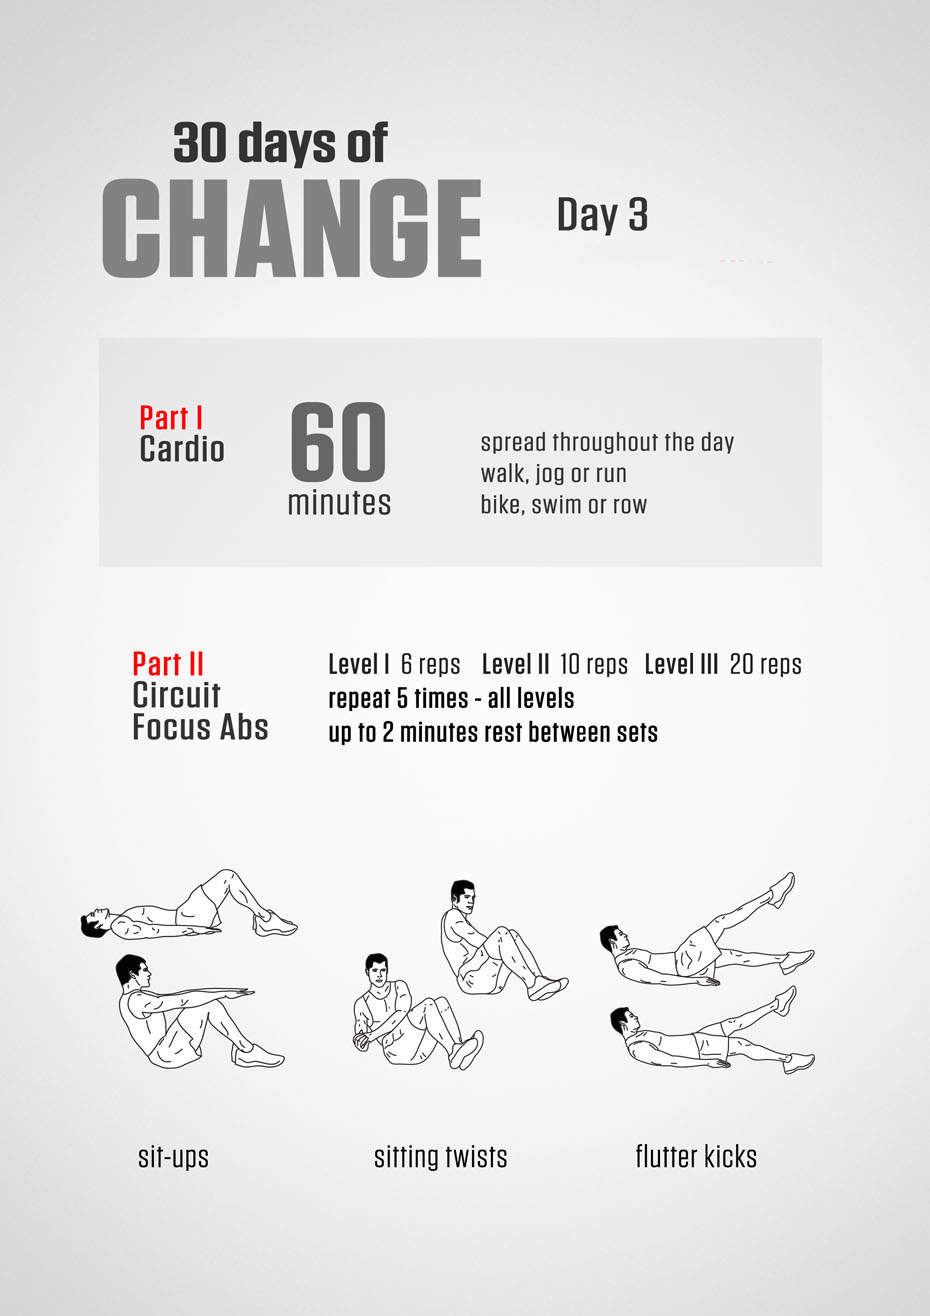 30 days of
CHANGE
Day 3
Part I
Cardio
60
minutes
spread throughout the day
walk, jog or run
bike, swim or row
Part II
Circuit
Focus Abs
Level I 6 reps Level II 10 reps Level III 20 reps
repeat 5 times - all levels
up to 2 minutes rest between sets
sit-ups
sitting twists
flutter kicks